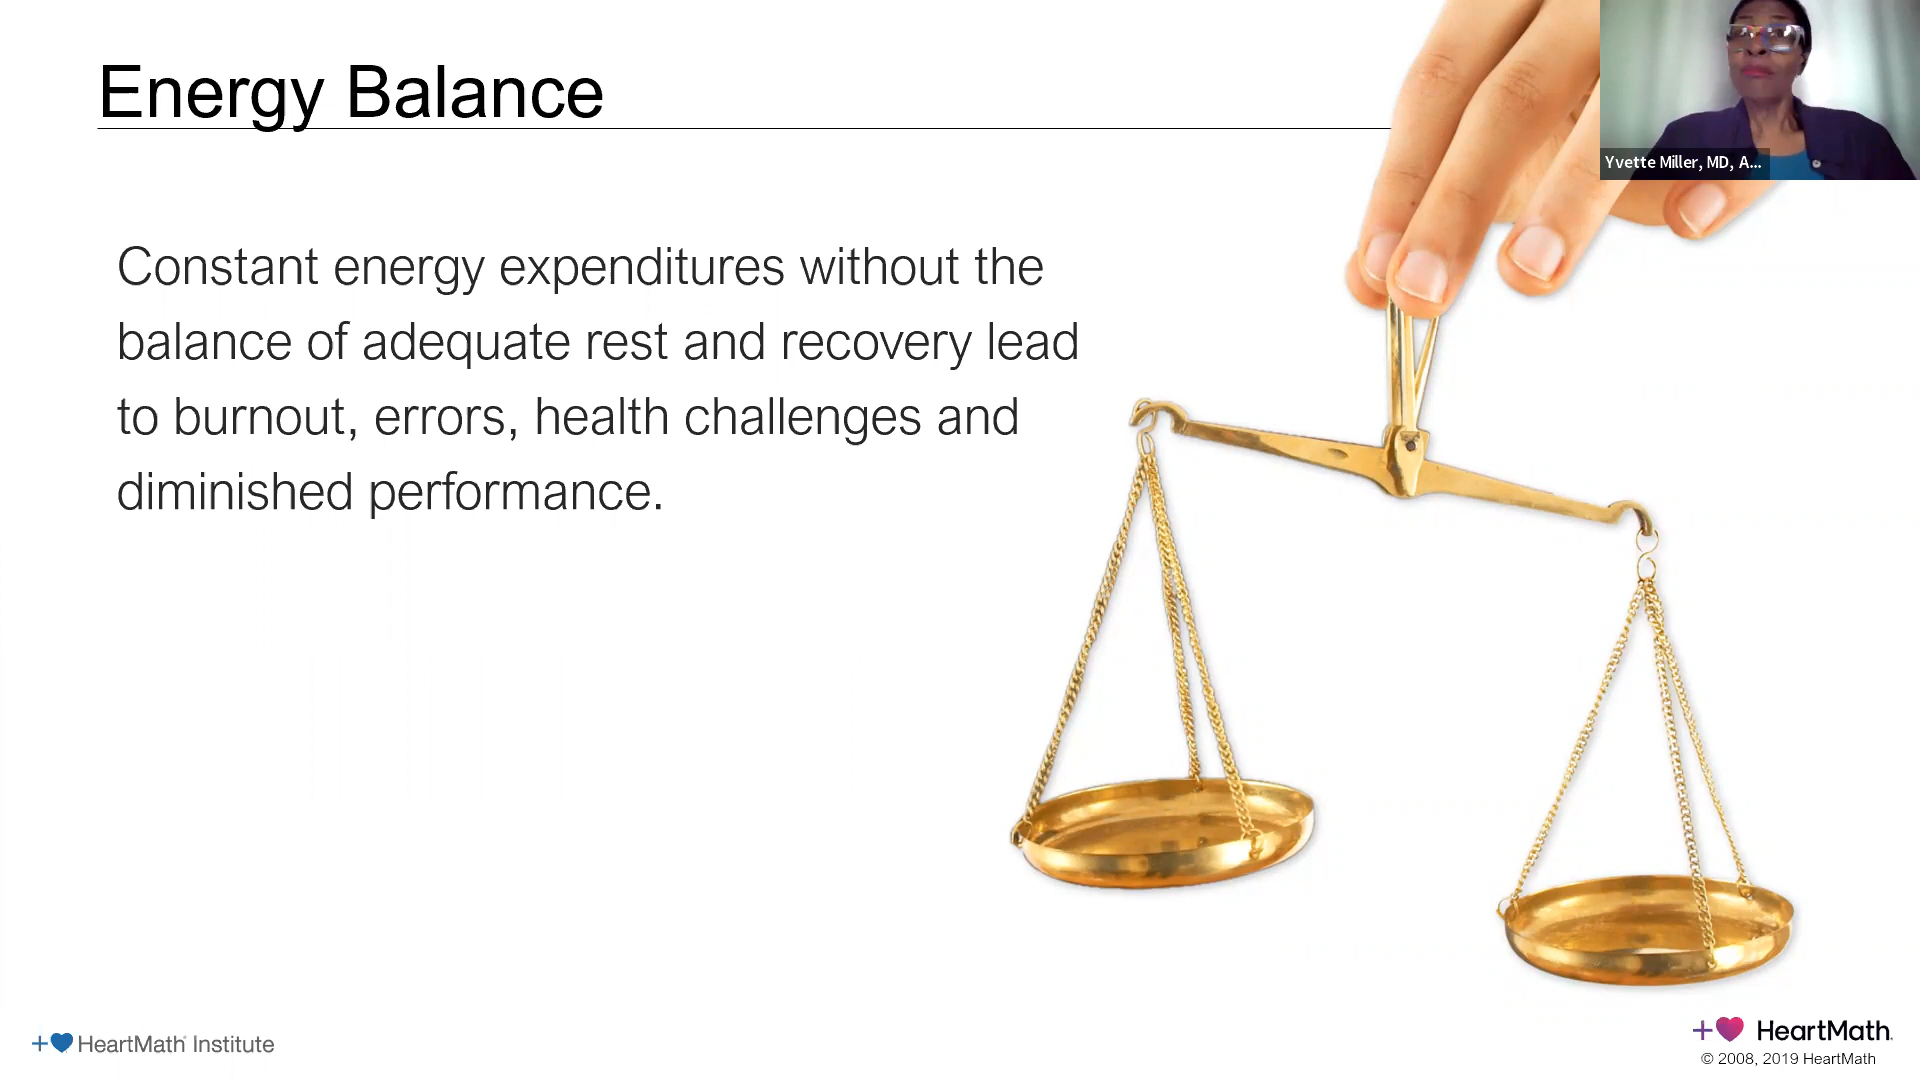 Energy Balance
Yvette Miller, MD, A...
Constant energy expenditures without the
balance of adequate rest and recovery lead
to burnout, errors, health challenges and
diminished performance.
HeartMath Institute
HeartMath
© 2008, 2019 HeartMath